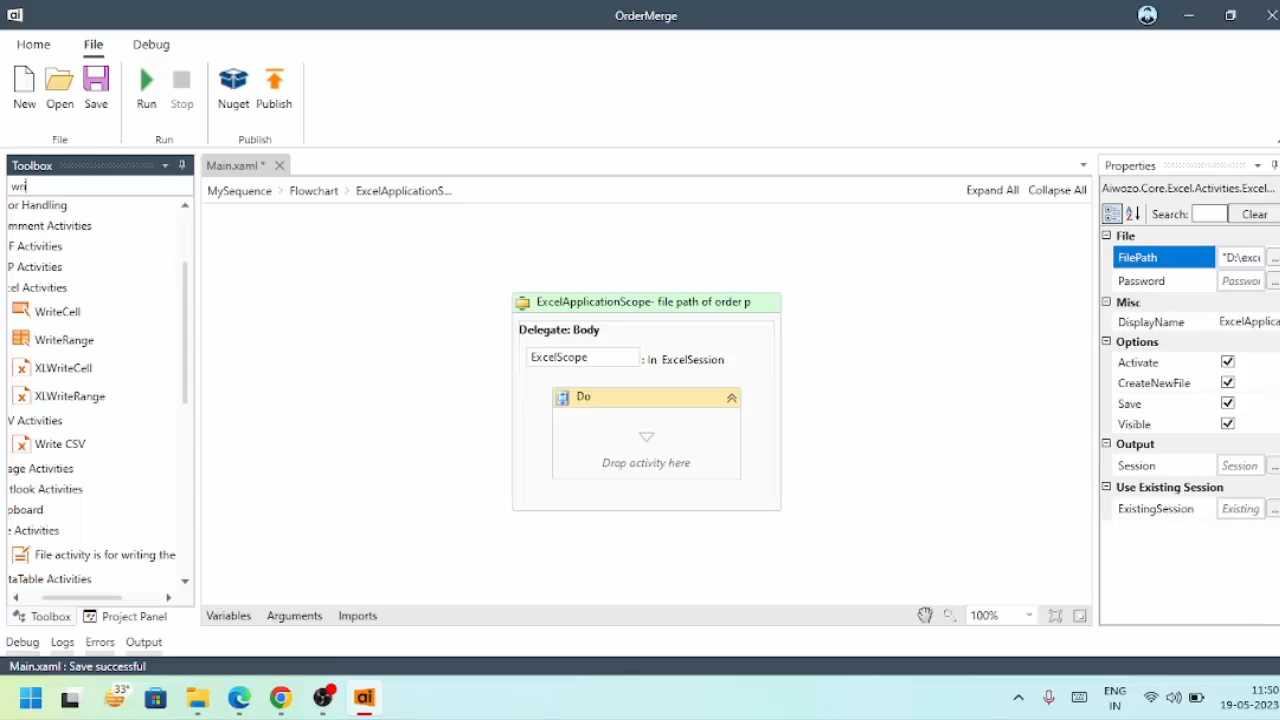 ai OrderMerge
Home File Debug
New Open Save Run Stop Nuget Publish
File Run Publish
Toolbox
wri
or Handling
mment Activities
F Activities
P Activities
cel Activities
WriteCell
WriteRange
XLWriteCell
XLWriteRange
V Activities
Write CSV
age Activities
tlook Activities
pboard
e Activities
File activity is for writing the
taTable Activities
Toolbox Project Panel
Main.xaml *
MySequence > Flowchart > ExcelApplicationS... Expand All Collapse All
ExcelApplicationScope- file path of order p
Delegate: Body
ExcelScope : In ExcelSession
Do
Drop activity here
Variables Arguments Imports 100%
Properties
Aiwozo.Core.Excel.Activities.Excel...
Search: Clear
File
FilePath "D:\exce ...
Password Passwor ...
Misc
DisplayName ExcelApplica
Options
Activate
CreateNewFile
Save
Visible
Output
Session Session ...
Use Existing Session
ExistingSession Existing ...
Debug Logs Errors Output
Main.xaml : Save successful
33° ai ENG
IN
11:50
19-05-2023